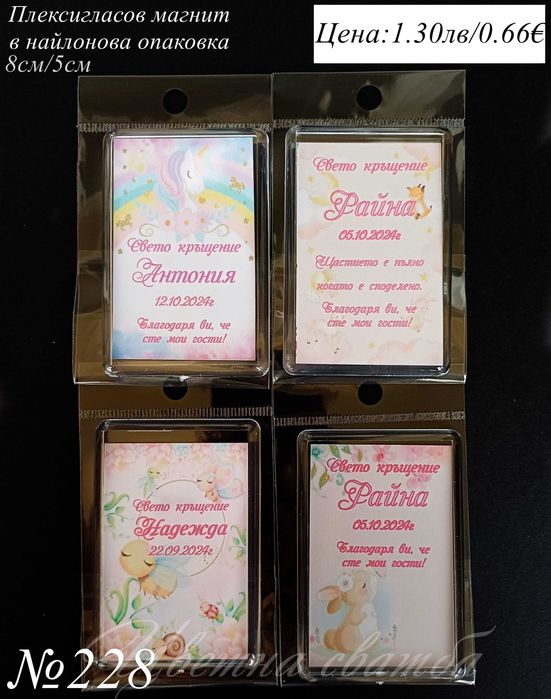 Плексигласов магнит
в найлонова опаковка
8см/5см
Цена:1.30лв/0.66€
Свето кръщение
Антония
12.10.2024г
Благодаря ви, че
сте мои гости!
Свето кръщение
Райна
05.10.2024г
Щастието е пълно
когато е споделено.
Благодаря ви, че
сте мои гости!
Свето кръщение
Надежда
22.09.2024г
Свето кръщение
Райна
05.10.2024г
Благодаря ви, че
сте мои гости!
№228
Цветна сватба